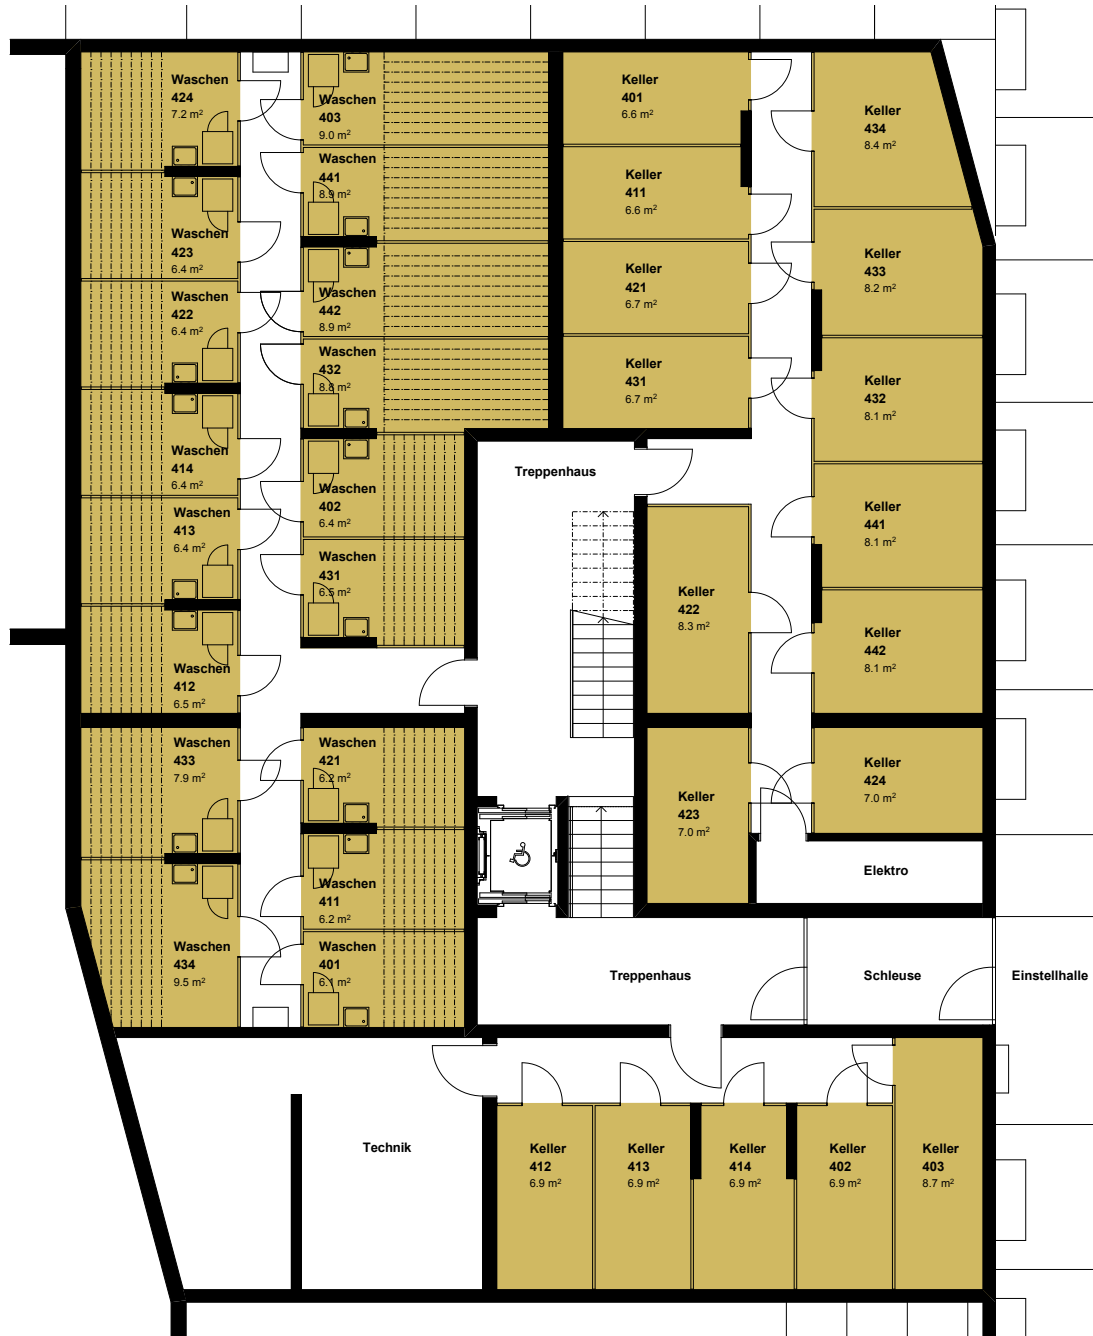 Waschen
424
7.2 m²
Waschen
403
9.0 m²
Keller
401
6.6 m²
Keller
434
8.4 m²
Waschen
441
8.9 m²
Keller
411
6.6 m²
Waschen
423
6.4 m²
Keller
433
8.2 m²
Waschen
422
6.4 m²
Waschen
442
8.9 m²
Keller
421
6.7 m²
Waschen
432
8.8 m²
Keller
431
6.7 m²
Keller
432
8.1 m²
Waschen
414
6.4 m²
Waschen
402
6.4 m²
Treppenhaus
Waschen
413
6.4 m²
Keller
441
8.1 m²
Waschen
431
6.5 m²
Keller
422
8.3 m²
Keller
442
8.1 m²
Waschen
412
6.5 m²
Waschen
433
7.9 m²
Waschen
421
6.2 m²
Keller
423
7.0 m²
Keller
424
7.0 m²
Elektro
Waschen
411
6.2 m²
Waschen
434
9.5 m²
Waschen
401
6.1 m²
Treppenhaus
Schleuse
Einstellhalle
Technik
Keller
412
6.9 m²
Keller
413
6.9 m²
Keller
414
6.9 m²
Keller
402
6.9 m²
Keller
403
8.7 m²